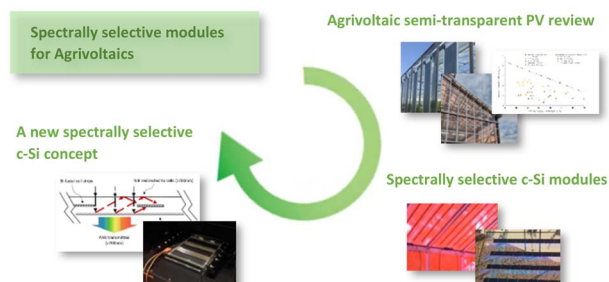 Spectrally selective modules
for Agrivoltaics
Agrivoltaic semi-transparent PV review
A new spectrally selective
c-Si concept
Spectrally selective c-Si modules